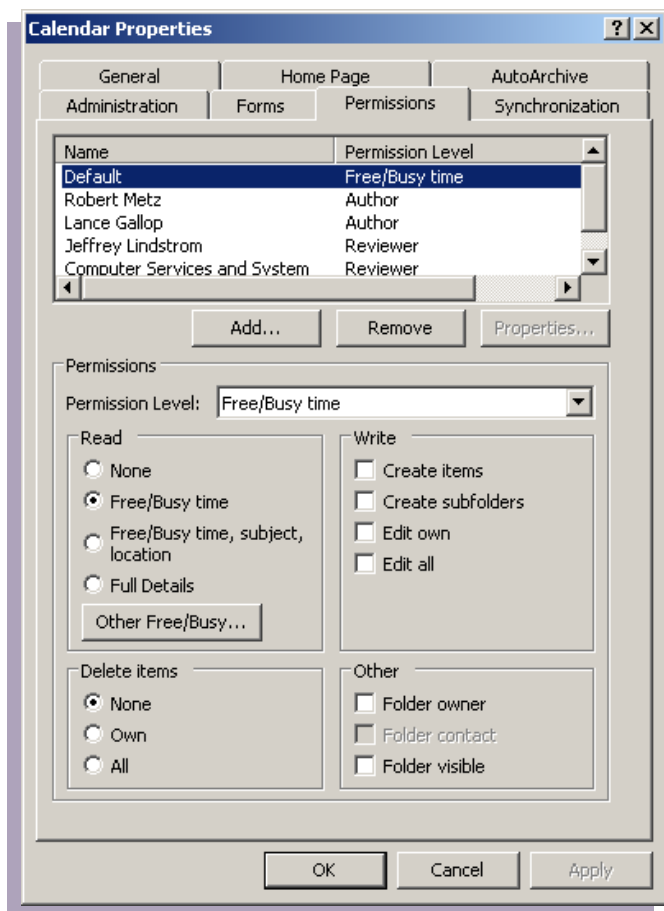 Calendar Properties
General Home Page AutoArchive
Administration Forms Permissions Synchronization
Name Permission Level
Default Free/Busy time
Robert Metz Author
Lance Gallop Author
Jeffrey Lindstrom Reviewer
Computer Services and System Reviewer
Add... Remove Properties...
Permissions
Permission Level: Free/Busy time
Read
None
Free/Busy time
Free/Busy time, subject,
location
Full Details
Other Free/Busy...
Write
Create items
Create subfolders
Edit own
Edit all
Delete items
None
Own
All
Other
Folder owner
Folder contact
Folder visible
OK Cancel Apply